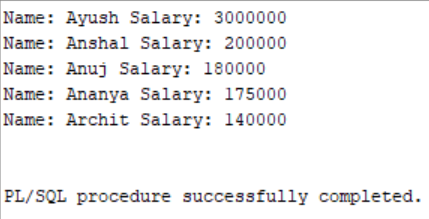 Name: Ayush Salary: 3000000
Name: Anshal Salary: 200000
Name: Anuj Salary: 180000
Name: Ananya Salary: 175000
Name: Archit Salary: 140000
PL/SQL procedure successfully completed.